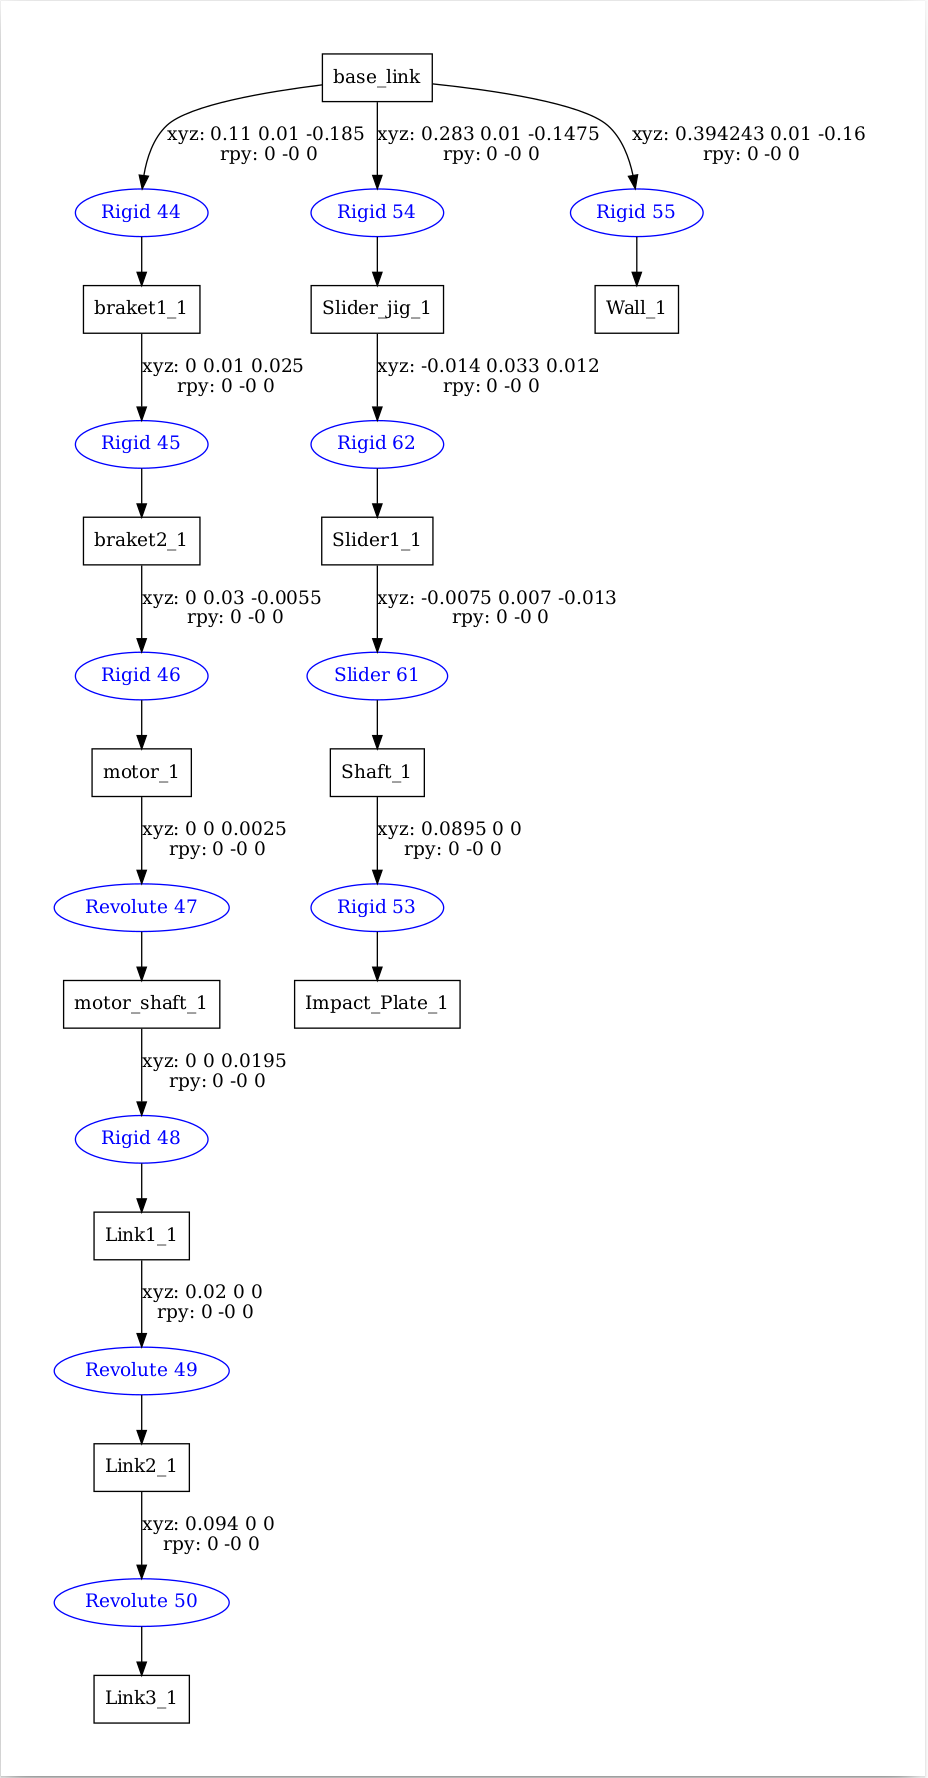 base_link
xyz: 0.11 0.01 -0.185
rpy: 0 -0 0
xyz: 0.283 0.01 -0.1475
rpy: 0 -0 0
xyz: 0.394243 0.01 -0.16
rpy: 0 -0 0
Rigid 44
Rigid 54
Rigid 55
braket1_1
Slider_jig_1
Wall_1
xyz: 0 0.01 0.025
rpy: 0 -0 0
xyz: -0.014 0.033 0.012
rpy: 0 -0 0
Rigid 45
Rigid 62
braket2_1
Slider1_1
xyz: 0 0.03 -0.0055
rpy: 0 -0 0
xyz: -0.0075 0.007 -0.013
rpy: 0 -0 0
Rigid 46
Slider 61
motor_1
Shaft_1
xyz: 0 0 0.0025
rpy: 0 -0 0
xyz: 0.0895 0 0
rpy: 0 -0 0
Revolute 47
Rigid 53
motor_shaft_1
Impact_Plate_1
xyz: 0 0 0.0195
rpy: 0 -0 0
Rigid 48
Link1_1
xyz: 0.02 0 0
rpy: 0 -0 0
Revolute 49
Link2_1
xyz: 0.094 0 0
rpy: 0 -0 0
Revolute 50
Link3_1